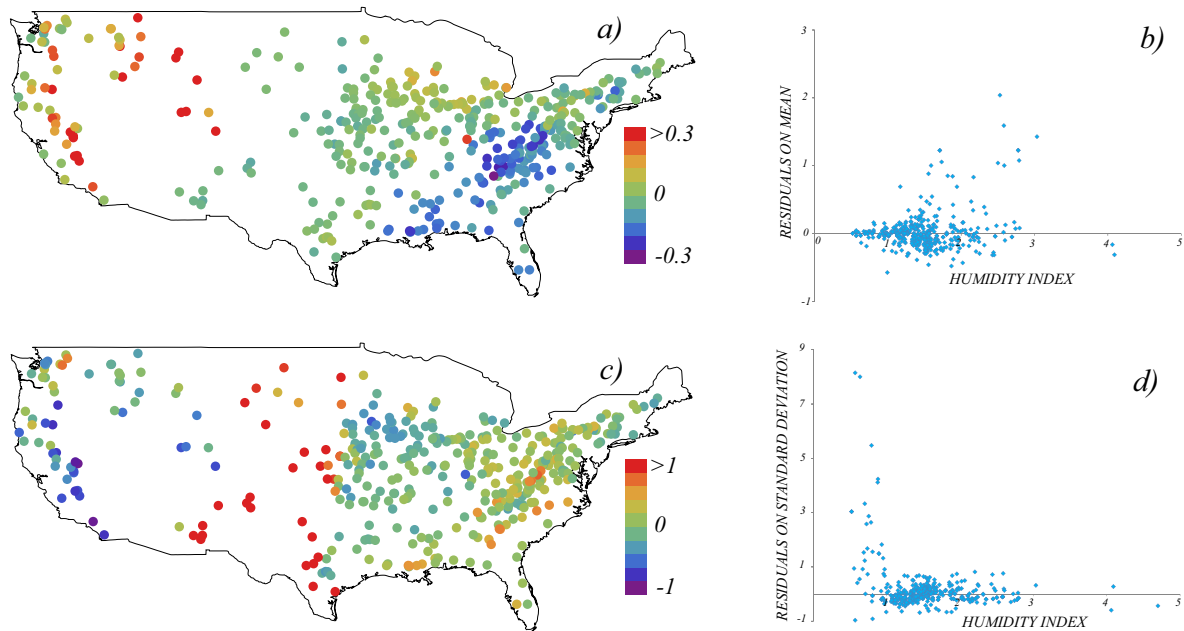 a)
>0.3
0
-0.3
b)
RESIDUALS ON MEAN
3
2
1
0
-1
0 1 2 3 4 5
HUMIDITY INDEX
c)
>1
0
-1
d)
RESIDUALS ON STANDARD DEVIATION
9
7
5
3
1
-1
1 2 3 4 5
HUMIDITY INDEX